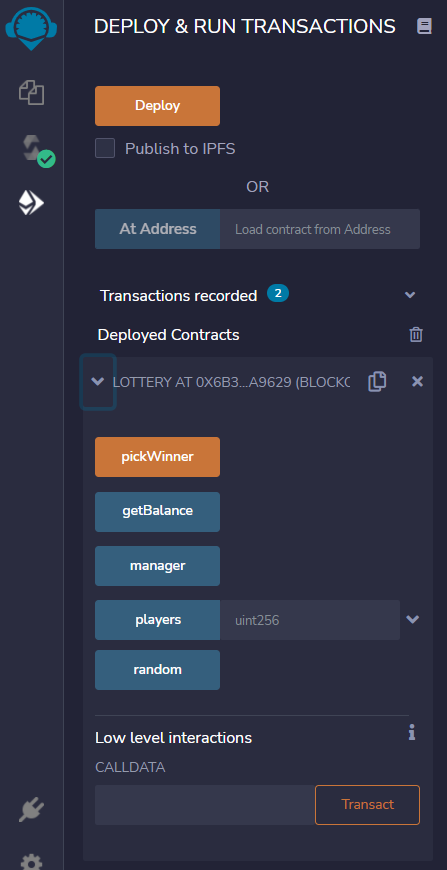 DEPLOY & RUN TRANSACTIONS
Deploy
Publish to IPFS
OR
At Address
Load contract from Address
Transactions recorded 2
Deployed Contracts
LOTTERY AT 0X6B3...A9629 (BLOCKC
pickWinner
getBalance
manager
players
uint256
random
Low level interactions
CALLDATA
Transact